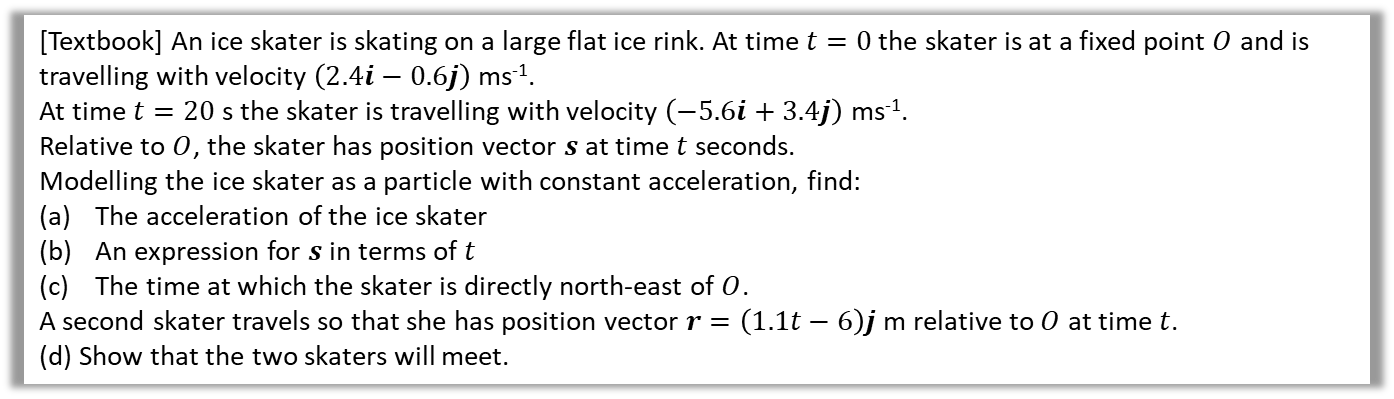 [Textbook] An ice skater is skating on a large flat ice rink. At time 𝑡 = 0 the skater is at a fixed point 𝑂 and is
travelling with velocity (2.4𝒊 − 0.6𝒋) ms⁻¹.
At time 𝑡 = 20 s the skater is travelling with velocity (−5.6𝒊 + 3.4𝒋) ms⁻¹.
Relative to 𝑂, the skater has position vector 𝒔 at time 𝑡 seconds.
Modelling the ice skater as a particle with constant acceleration, find:
(a) The acceleration of the ice skater
(b) An expression for 𝒔 in terms of 𝑡
(c) The time at which the skater is directly north-east of 𝑂.
A second skater travels so that she has position vector 𝒓 = (1.1𝑡 − 6)𝒋 m relative to 𝑂 at time 𝑡.
(d) Show that the two skaters will meet.